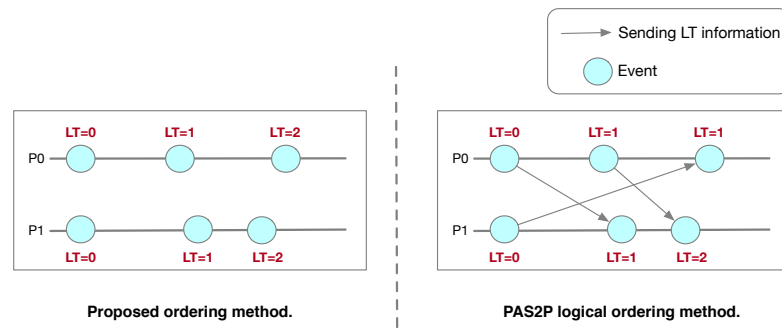 Sending LT information
Event
LT=0 LT=1 LT=2
P0
P1
LT=0 LT=1 LT=2
Proposed ordering method.
LT=0 LT=1 LT=1
P0
P1
LT=0 LT=1 LT=2
PAS2P logical ordering method.